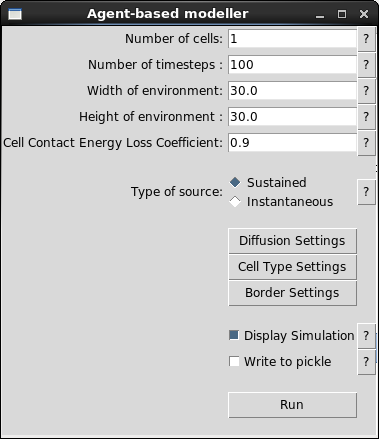 Agent-based modeller
Number of cells: 1 ?
Number of timesteps : 100 ?
Width of environment: 30.0 ?
Height of environment : 30.0 ?
Cell Contact Energy Loss Coefficient: 0.9 ?
Sustained
Type of source: ?
Instantaneous
Diffusion Settings
Cell Type Settings
Border Settings
Display Simulation ?
Write to pickle ?
Run